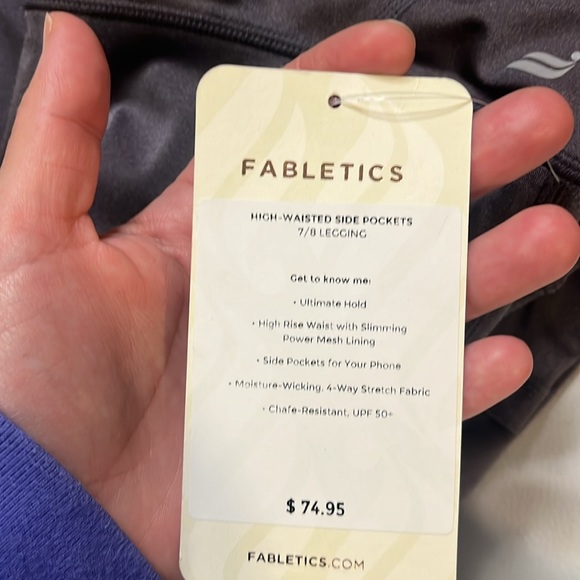 FABLETICS
HIGH-WAISTED SIDE POCKETS
7/8 LEGGING
Get to know me:
• Ultimate Hold
• High Rise Waist with Slimming
Power Mesh Lining
• Side Pockets for Your Phone
• Moisture-Wicking, 4-Way Stretch Fabric
• Chafe-Resistant, UPF 50+
$ 74.95
FABLETICS.COM